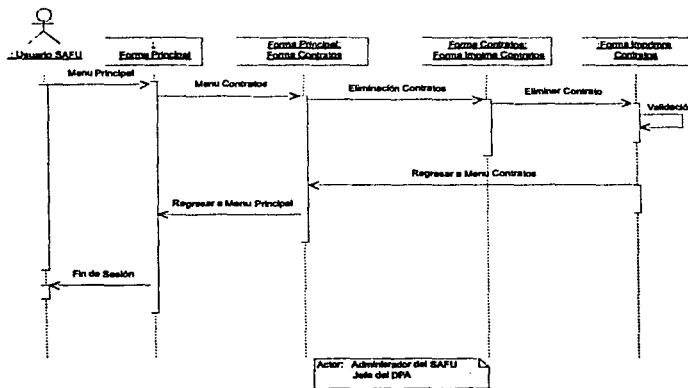 : Usuario SAFU
:
Forma Principal
Forma Principal:
Forma Contratos
Forma Contratos:
Forma Imprime Contratos
:Forma Imprimre
Contratos
Menu Principal
Menu Contratos
Eliminación Contratos
Eliminer Contrato
Validació
Regresar a Menu Contratos
Regresar a Menu Principal
Fin de Sesión
Actor: Administrador del SAFU
Jefe del DPA